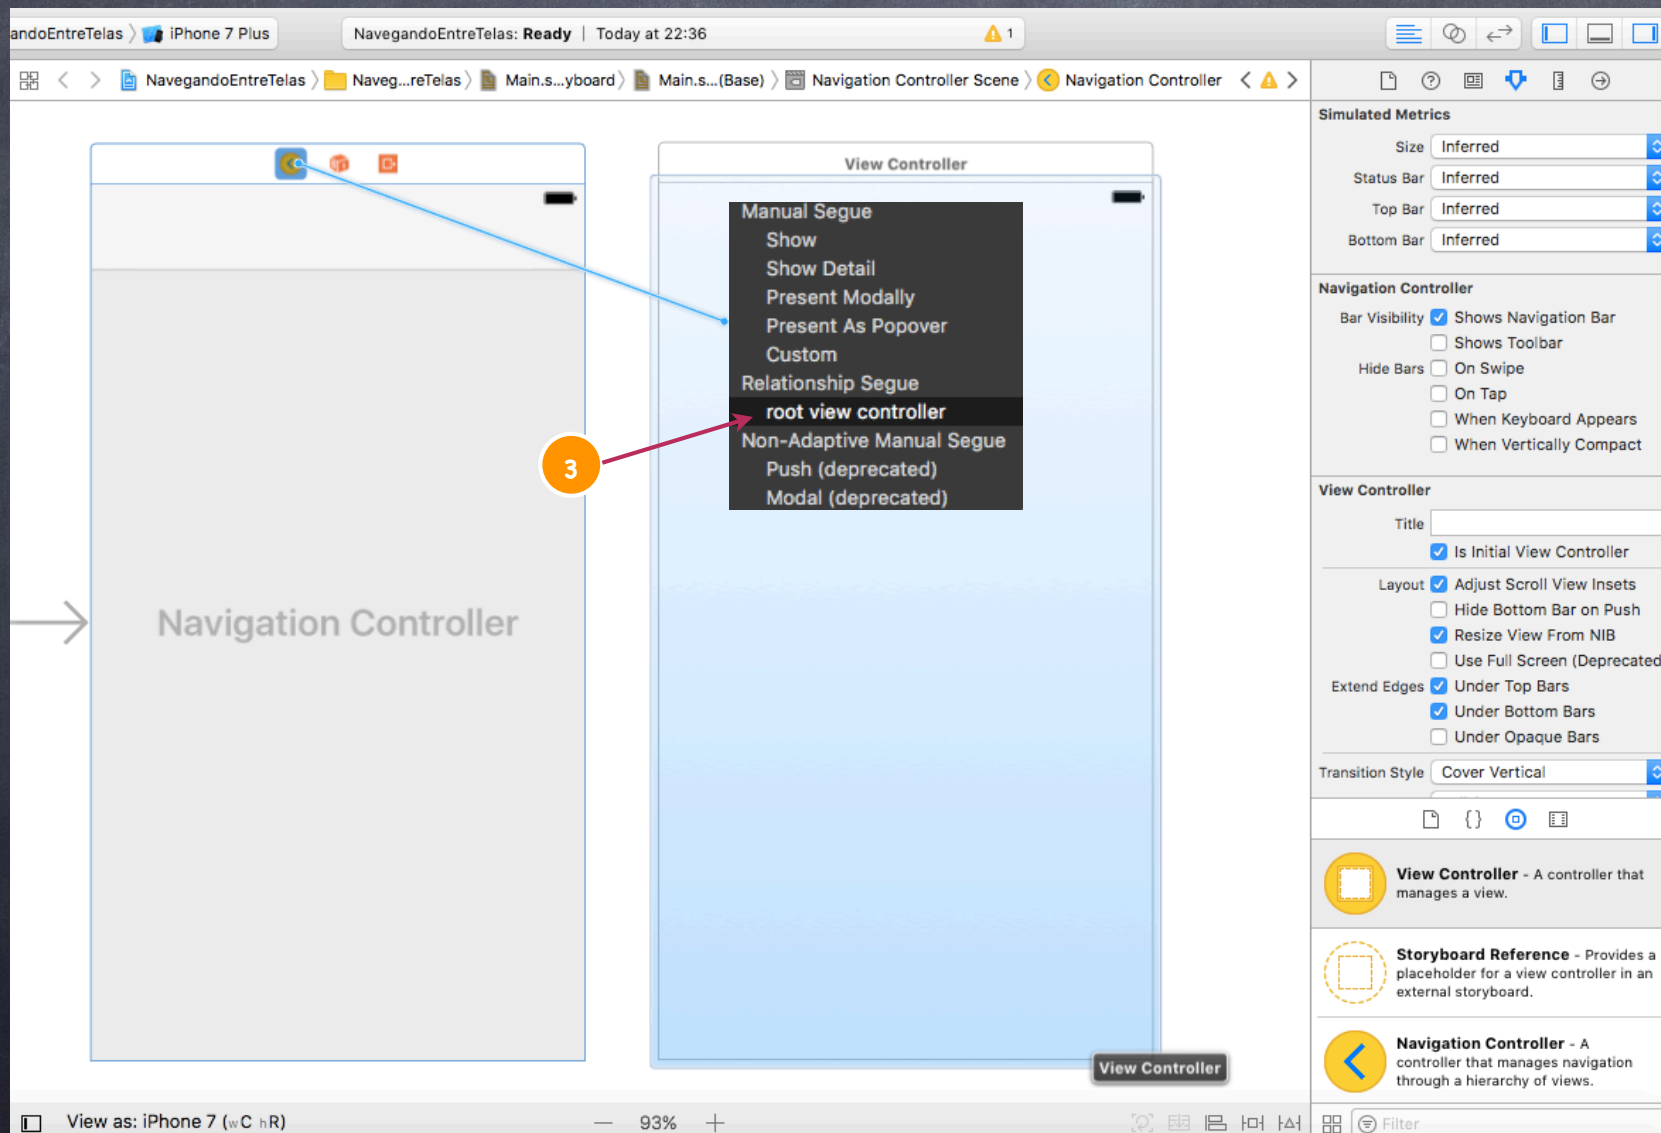 andoEntreTelas
iPhone 7 Plus
NavegandoEntreTelas: Ready | Today at 22:36
1
NavegandoEntreTelas
Naveg...reTelas
Main.s...yboard
Main.s...(Base)
Navigation Controller Scene
Navigation Controller
View Controller
Manual Segue
Show
Show Detail
Present Modally
Present As Popover
Custom
Relationship Segue
root view controller
Non-Adaptive Manual Segue
Push (deprecated)
Modal (deprecated)
3
Navigation Controller
View Controller
View as: iPhone 7 (wC hR)
— 93% +
Simulated Metrics
Size Inferred
Status Bar Inferred
Top Bar Inferred
Bottom Bar Inferred
Navigation Controller
Bar Visibility Shows Navigation Bar
Shows Toolbar
Hide Bars On Swipe
On Tap
When Keyboard Appears
When Vertically Compact
View Controller
Title
Is Initial View Controller
Layout Adjust Scroll View Insets
Hide Bottom Bar on Push
Resize View From NIB
Use Full Screen (Deprecated
Extend Edges Under Top Bars
Under Bottom Bars
Under Opaque Bars
Transition Style Cover Vertical
{}
View Controller - A controller that
manages a view.
Storyboard Reference - Provides a
placeholder for a view controller in an
external storyboard.
Navigation Controller - A
controller that manages navigation
through a hierarchy of views.
Filter